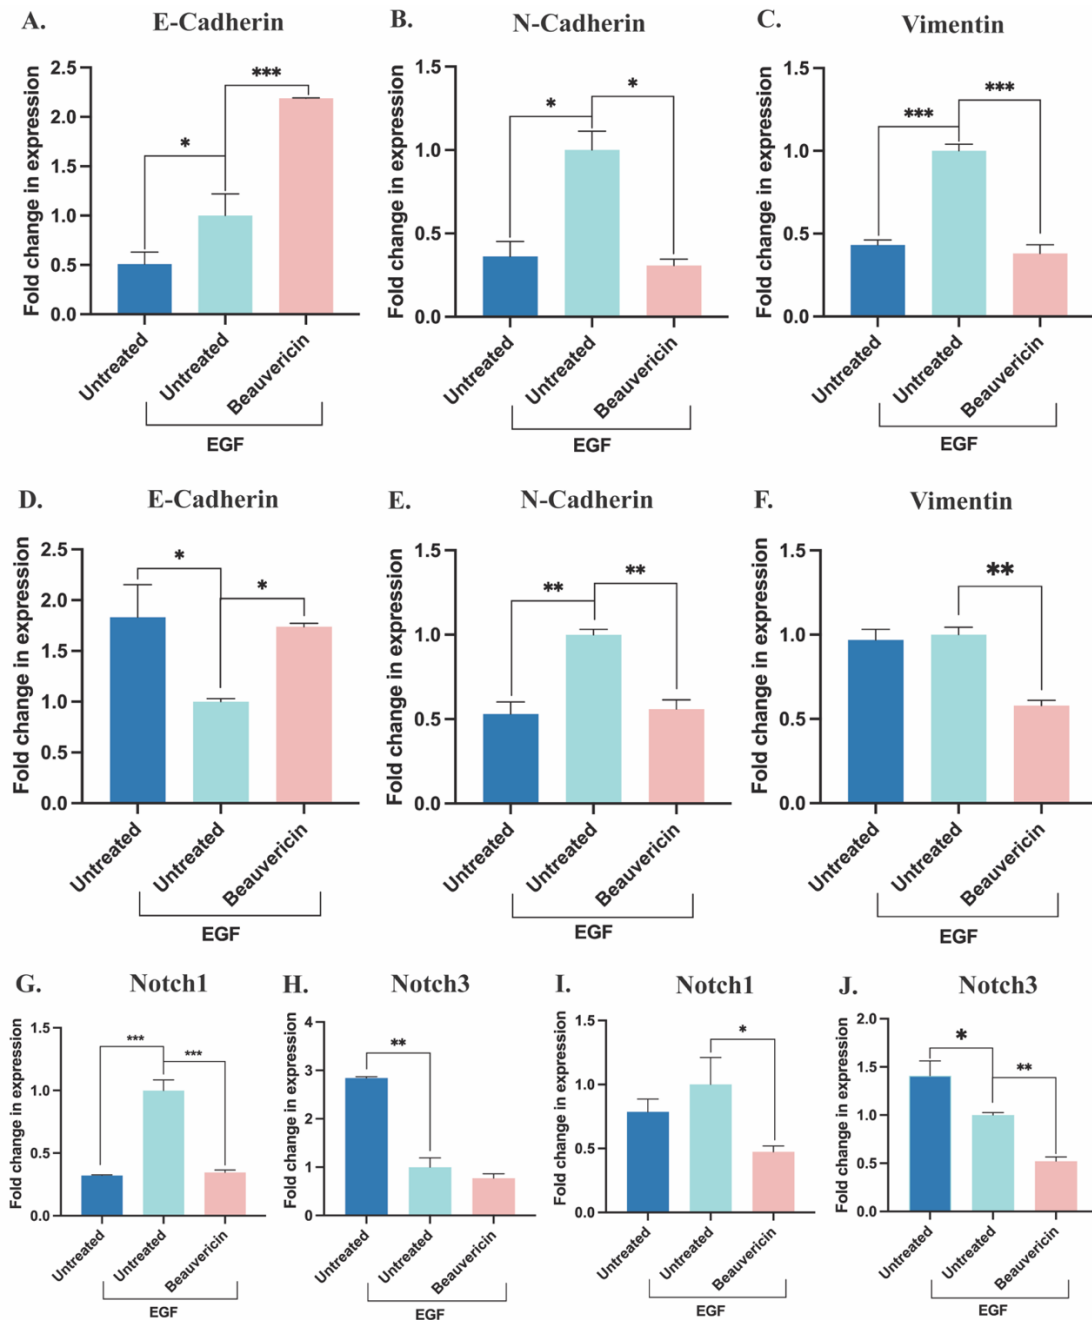 A. E-Cadherin
Fold change in expression
2.5
2.0
1.5
1.0
0.5
0.0
*
***
Untreated
Untreated
Beauvericin
EGF
B. N-Cadherin
Fold change in expression
1.5
1.0
0.5
0.0
*
*
Untreated
Untreated
Beauvericin
EGF
C. Vimentin
Fold change in expression
1.5
1.0
0.5
0.0
***
***
Untreated
Untreated
Beauvericin
EGF
D. E-Cadherin
Fold change in expression
2.5
2.0
1.5
1.0
0.5
0.0
*
*
Untreated
Untreated
Beauvericin
EGF
E. N-Cadherin
Fold change in expression
1.5
1.0
0.5
0.0
**
**
Untreated
Untreated
Beauvericin
EGF
F. Vimentin
Fold change in expression
1.5
1.0
0.5
0.0
**
Untreated
Untreated
Beauvericin
EGF
G. Notch1
Fold change in expression
1.5
1.0
0.5
0.0
***
***
Untreated
Untreated
Beauvericin
EGF
H. Notch3
Fold change in expression
4
3
2
1
0
**
Untreated
Untreated
Beauvericin
EGF
I. Notch1
Fold change in expression
1.5
1.0
0.5
0.0
*
Untreated
Untreated
Beauvericin
EGF
J. Notch3
Fold change in expression
2.0
1.5
1.0
0.5
0.0
*
**
Untreated
Untreated
Beauvericin
EGF